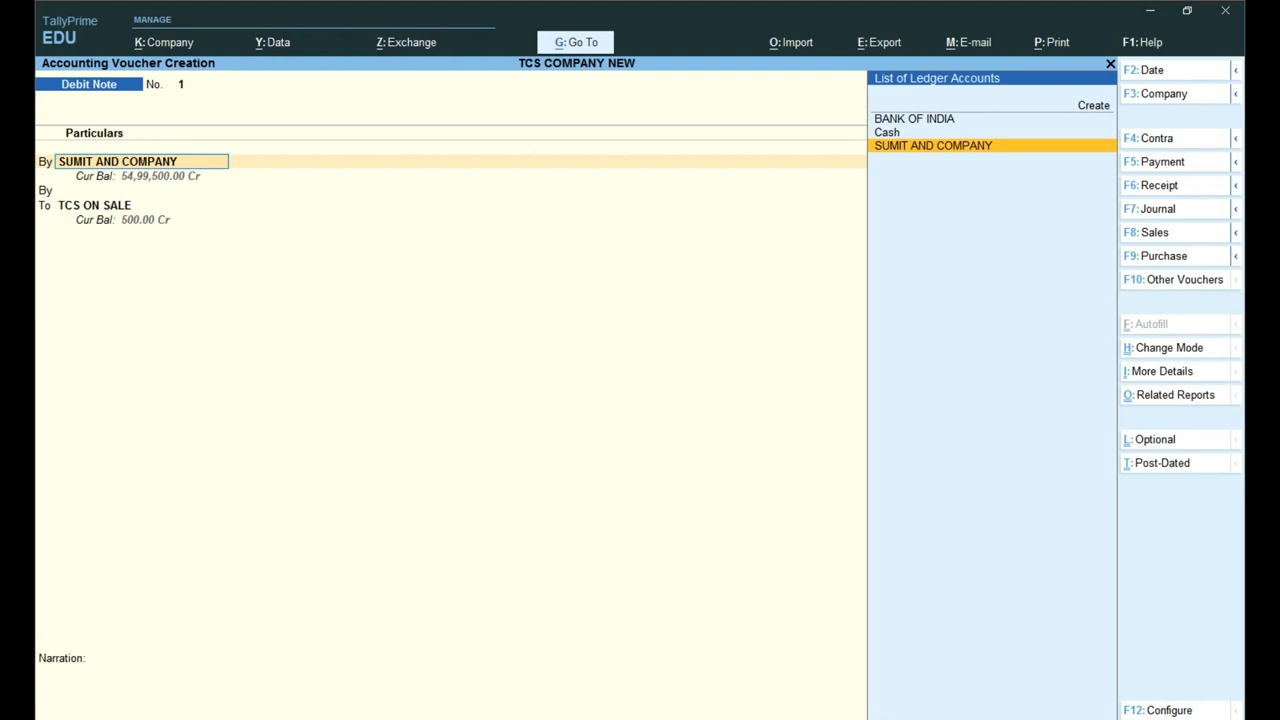 TallyPrime
EDU
MANAGE
K:Company
Y:Data
Z:Exchange
G:Go To
O:Import
E:Export
M:E-mail
P:Print
F1:Help
Accounting Voucher Creation
TCS COMPANY NEW
Debit Note No. 1
Particulars
By SUMIT AND COMPANY
Cur Bal: 54,99,500.00 Cr
By
To TCS ON SALE
Cur Bal: 500.00 Cr
Narration:
List of Ledger Accounts
Create
BANK OF INDIA
Cash
SUMIT AND COMPANY
F2:Date
F3:Company
F4:Contra
F5:Payment
F6:Receipt
F7:Journal
F8:Sales
F9:Purchase
F10:Other Vouchers
F:Autofill
H:Change Mode
I:More Details
O:Related Reports
L:Optional
T:Post-Dated
F12:Configure